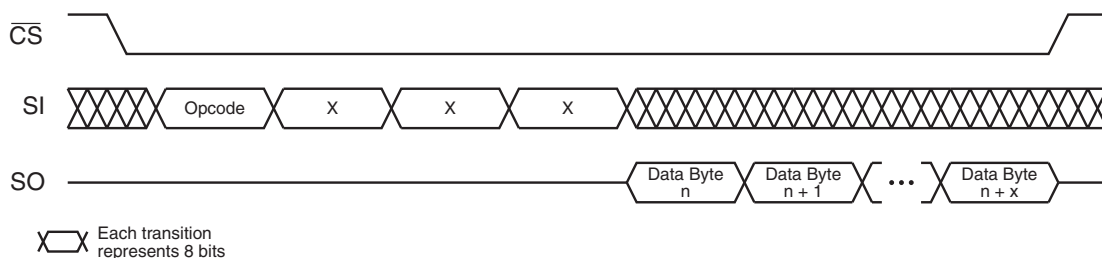 CS
SI
Opcode
X
X
X
SO
Data Byte
n
Data Byte
n + 1
•••
Data Byte
n + x
Each transition
represents 8 bits